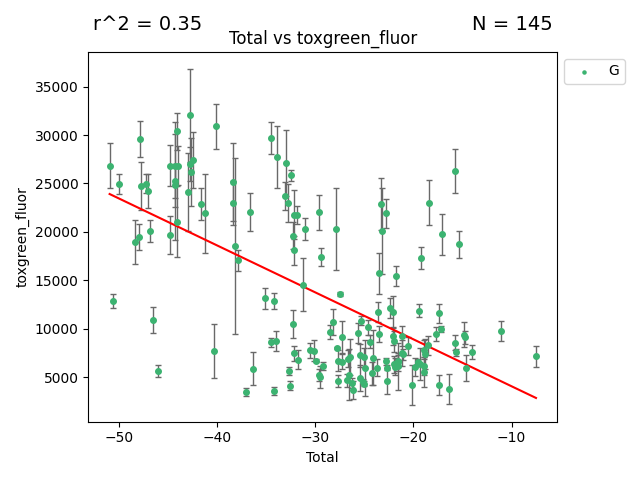 r^2 = 0.35
N = 145
Total vs toxgreen_fluor
G
35000
30000
25000
20000
15000
10000
5000
toxgreen_fluor
−50
−40
−30
−20
−10
Total